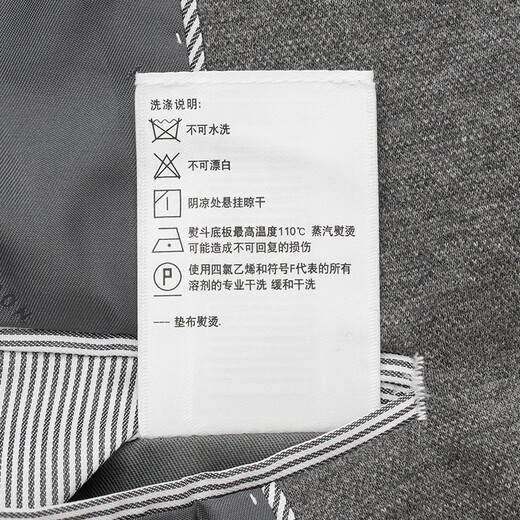 洗涤说明:
不可水洗
不可漂白
阴凉处悬挂晾干
熨斗底板最高温度110℃ 蒸汽熨烫
可能造成不可回复的损伤
P
使用四氯乙烯和符号F代表的所有
溶剂的专业干洗 缓和干洗
--- 垫布熨烫.